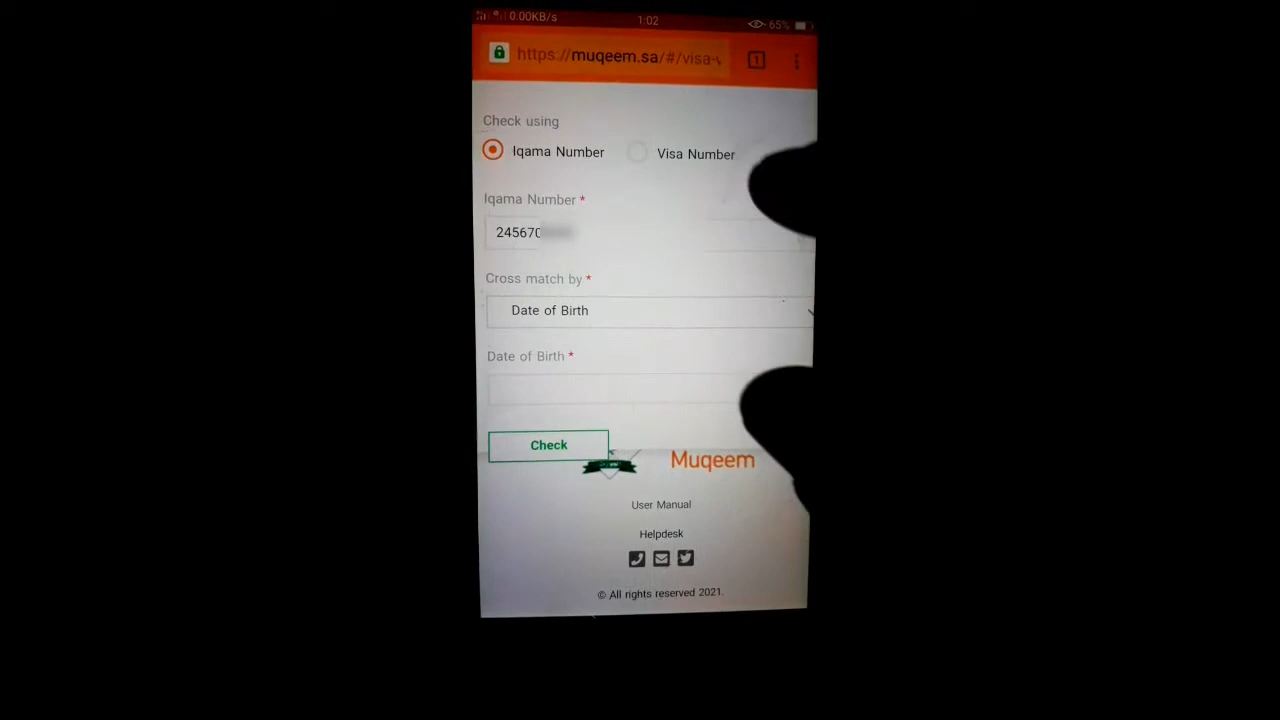 0.00KB/s 1:02 65%
https://muqeem.sa/#/visa-v
1
Check using
Iqama Number Visa Number
Iqama Number *
245670
Cross match by *
Date of Birth
Date of Birth *
Check
Muqeem
User Manual
Helpdesk
© All rights reserved 2021.